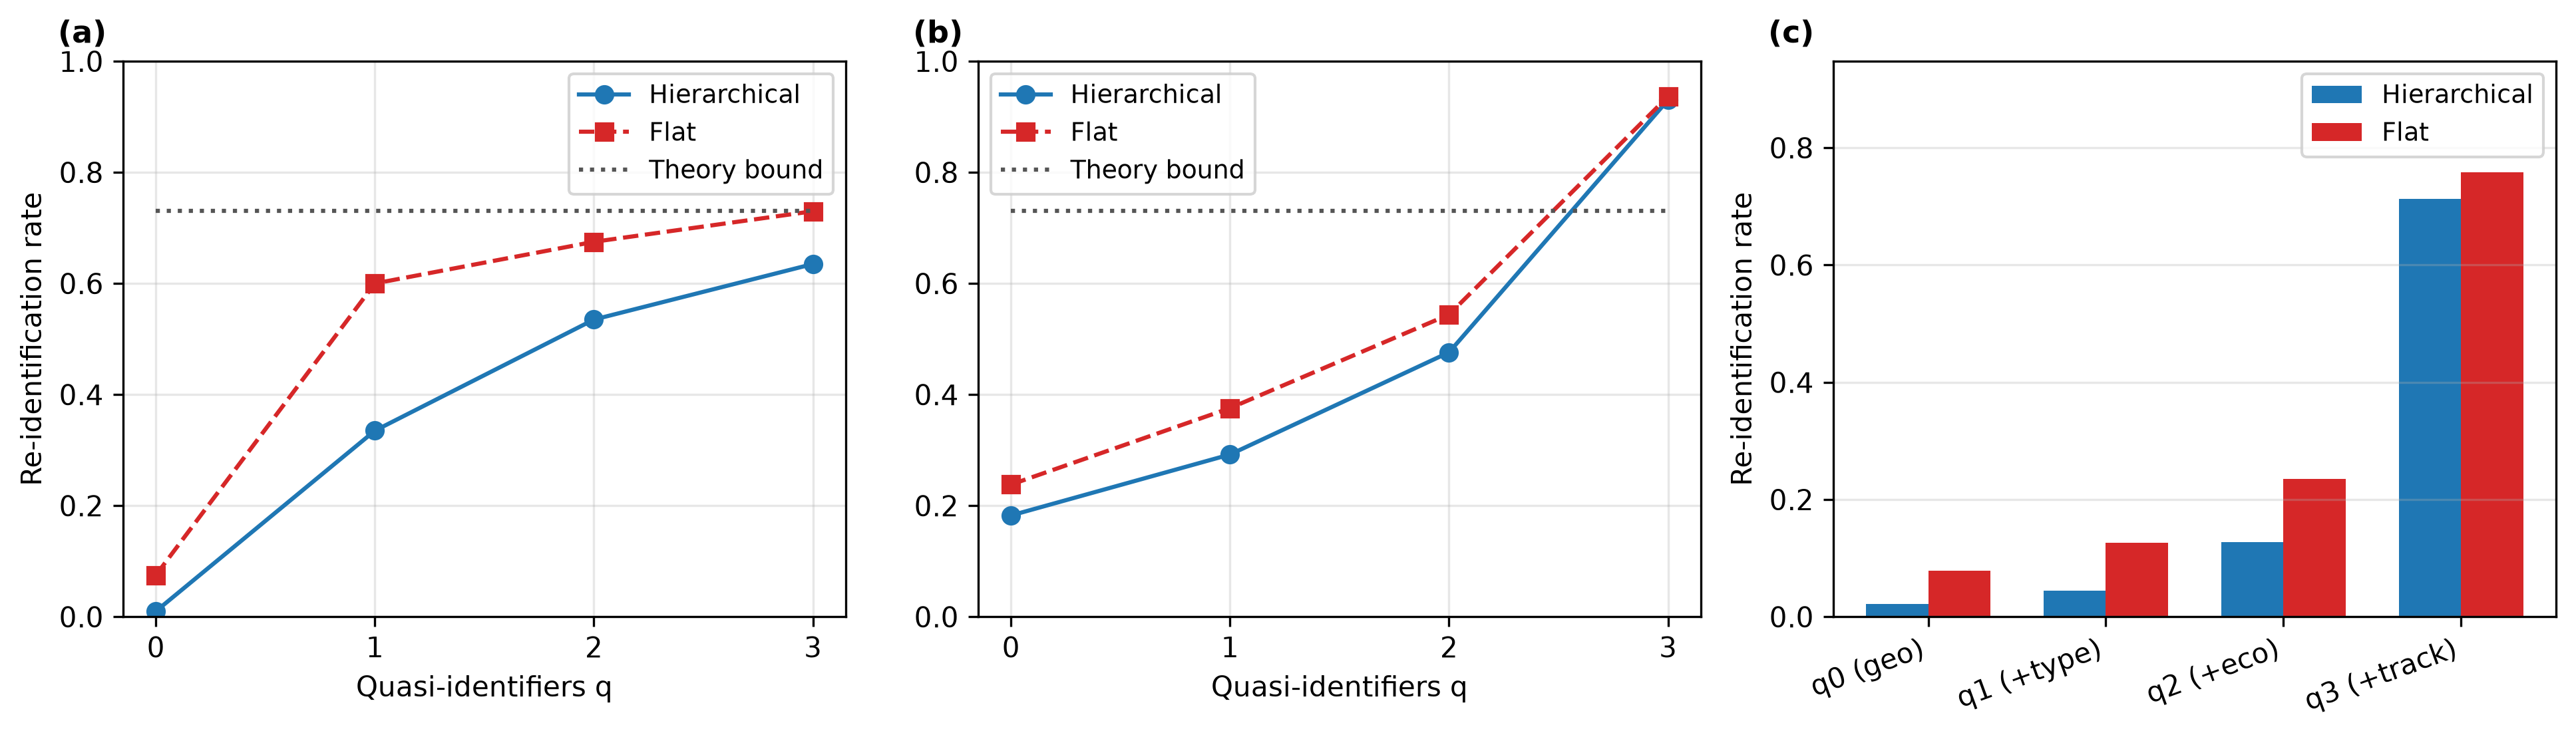 (a)
Re-identification rate
1.0
0.8
0.6
0.4
0.2
0.0
0 1 2 3
Quasi-identifiers q
Hierarchical
Flat
Theory bound
(b)
1.0
0.8
0.6
0.4
0.2
0.0
0 1 2 3
Quasi-identifiers q
Hierarchical
Flat
Theory bound
(c)
Re-identification rate
0.8
0.6
0.4
0.2
0.0
q0 (geo)
q1 (+type)
q2 (+eco)
q3 (+track)
Hierarchical
Flat